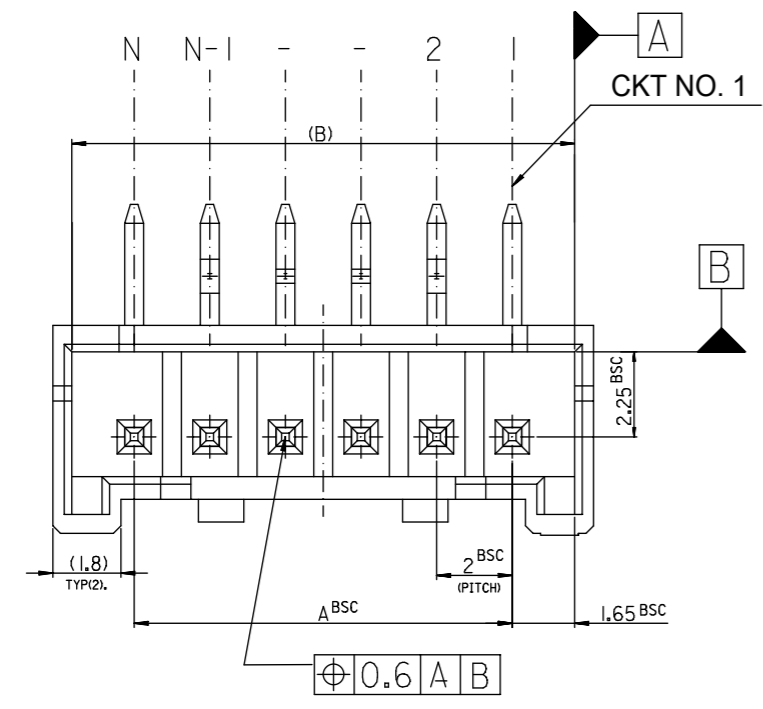 N N-1 - - 2 1
A
CKT NO. 1
(B)
B
2.25 BSC
(1.8)
TYP(2).
2 BSC
(PITCH)
A BSC
1.65 BSC
⌖ 0.6 A B